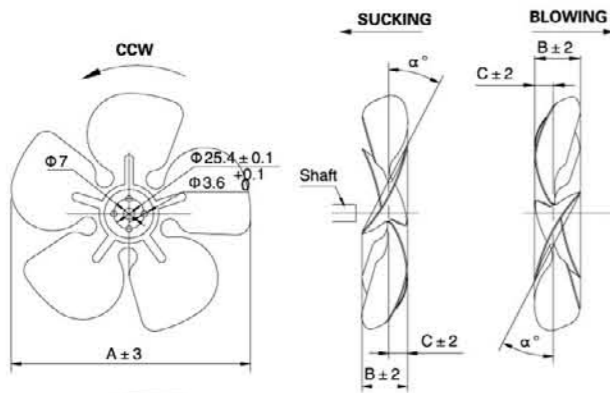 SUCKING
BLOWING
CCW
α°
B ± 2
C ± 2
Φ7
Φ25.4 ± 0.1
Φ3.6 +0.1 0
Shaft
A ± 3
C ± 2
B ± 2
α°